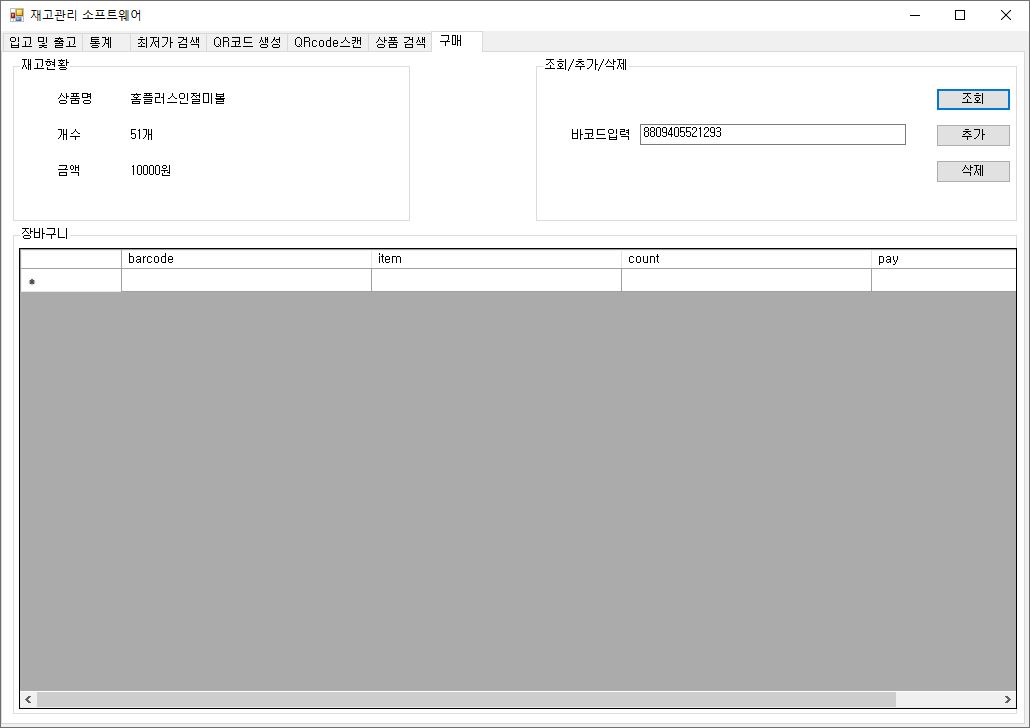 재고관리 소프트웨어
입고 및 출고 통계 최저가 검색 QR코드 생성 QRcode스캔 상품 검색 구매
재고현황
상품명 홈플러스인절미볼
개수 51개
금액 10000원
조회/추가/삭제
조회
바코드입력 8809405521293 추가
삭제
장바구니
barcode item count pay